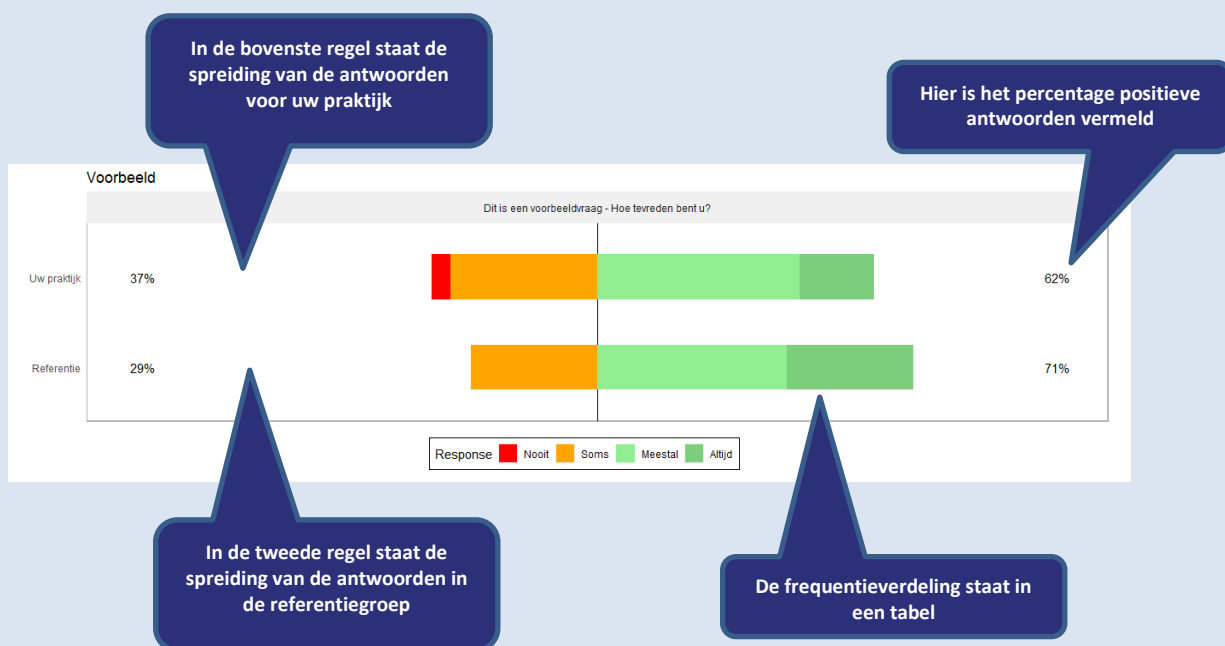 In de bovenste regel staat de
spreiding van de antwoorden
voor uw praktijk
Hier is het percentage positieve
antwoorden vermeld
Voorbeeld
Dit is een voorbeeldvraag - Hoe tevreden bent u?
Uw praktijk 37% 62%
Referentie 29% 71%
Response Nooit Soms Meestal Altijd
In de tweede regel staat de
spreiding van de antwoorden in
de referentiegroep
De frequentieverdeling staat in
een tabel